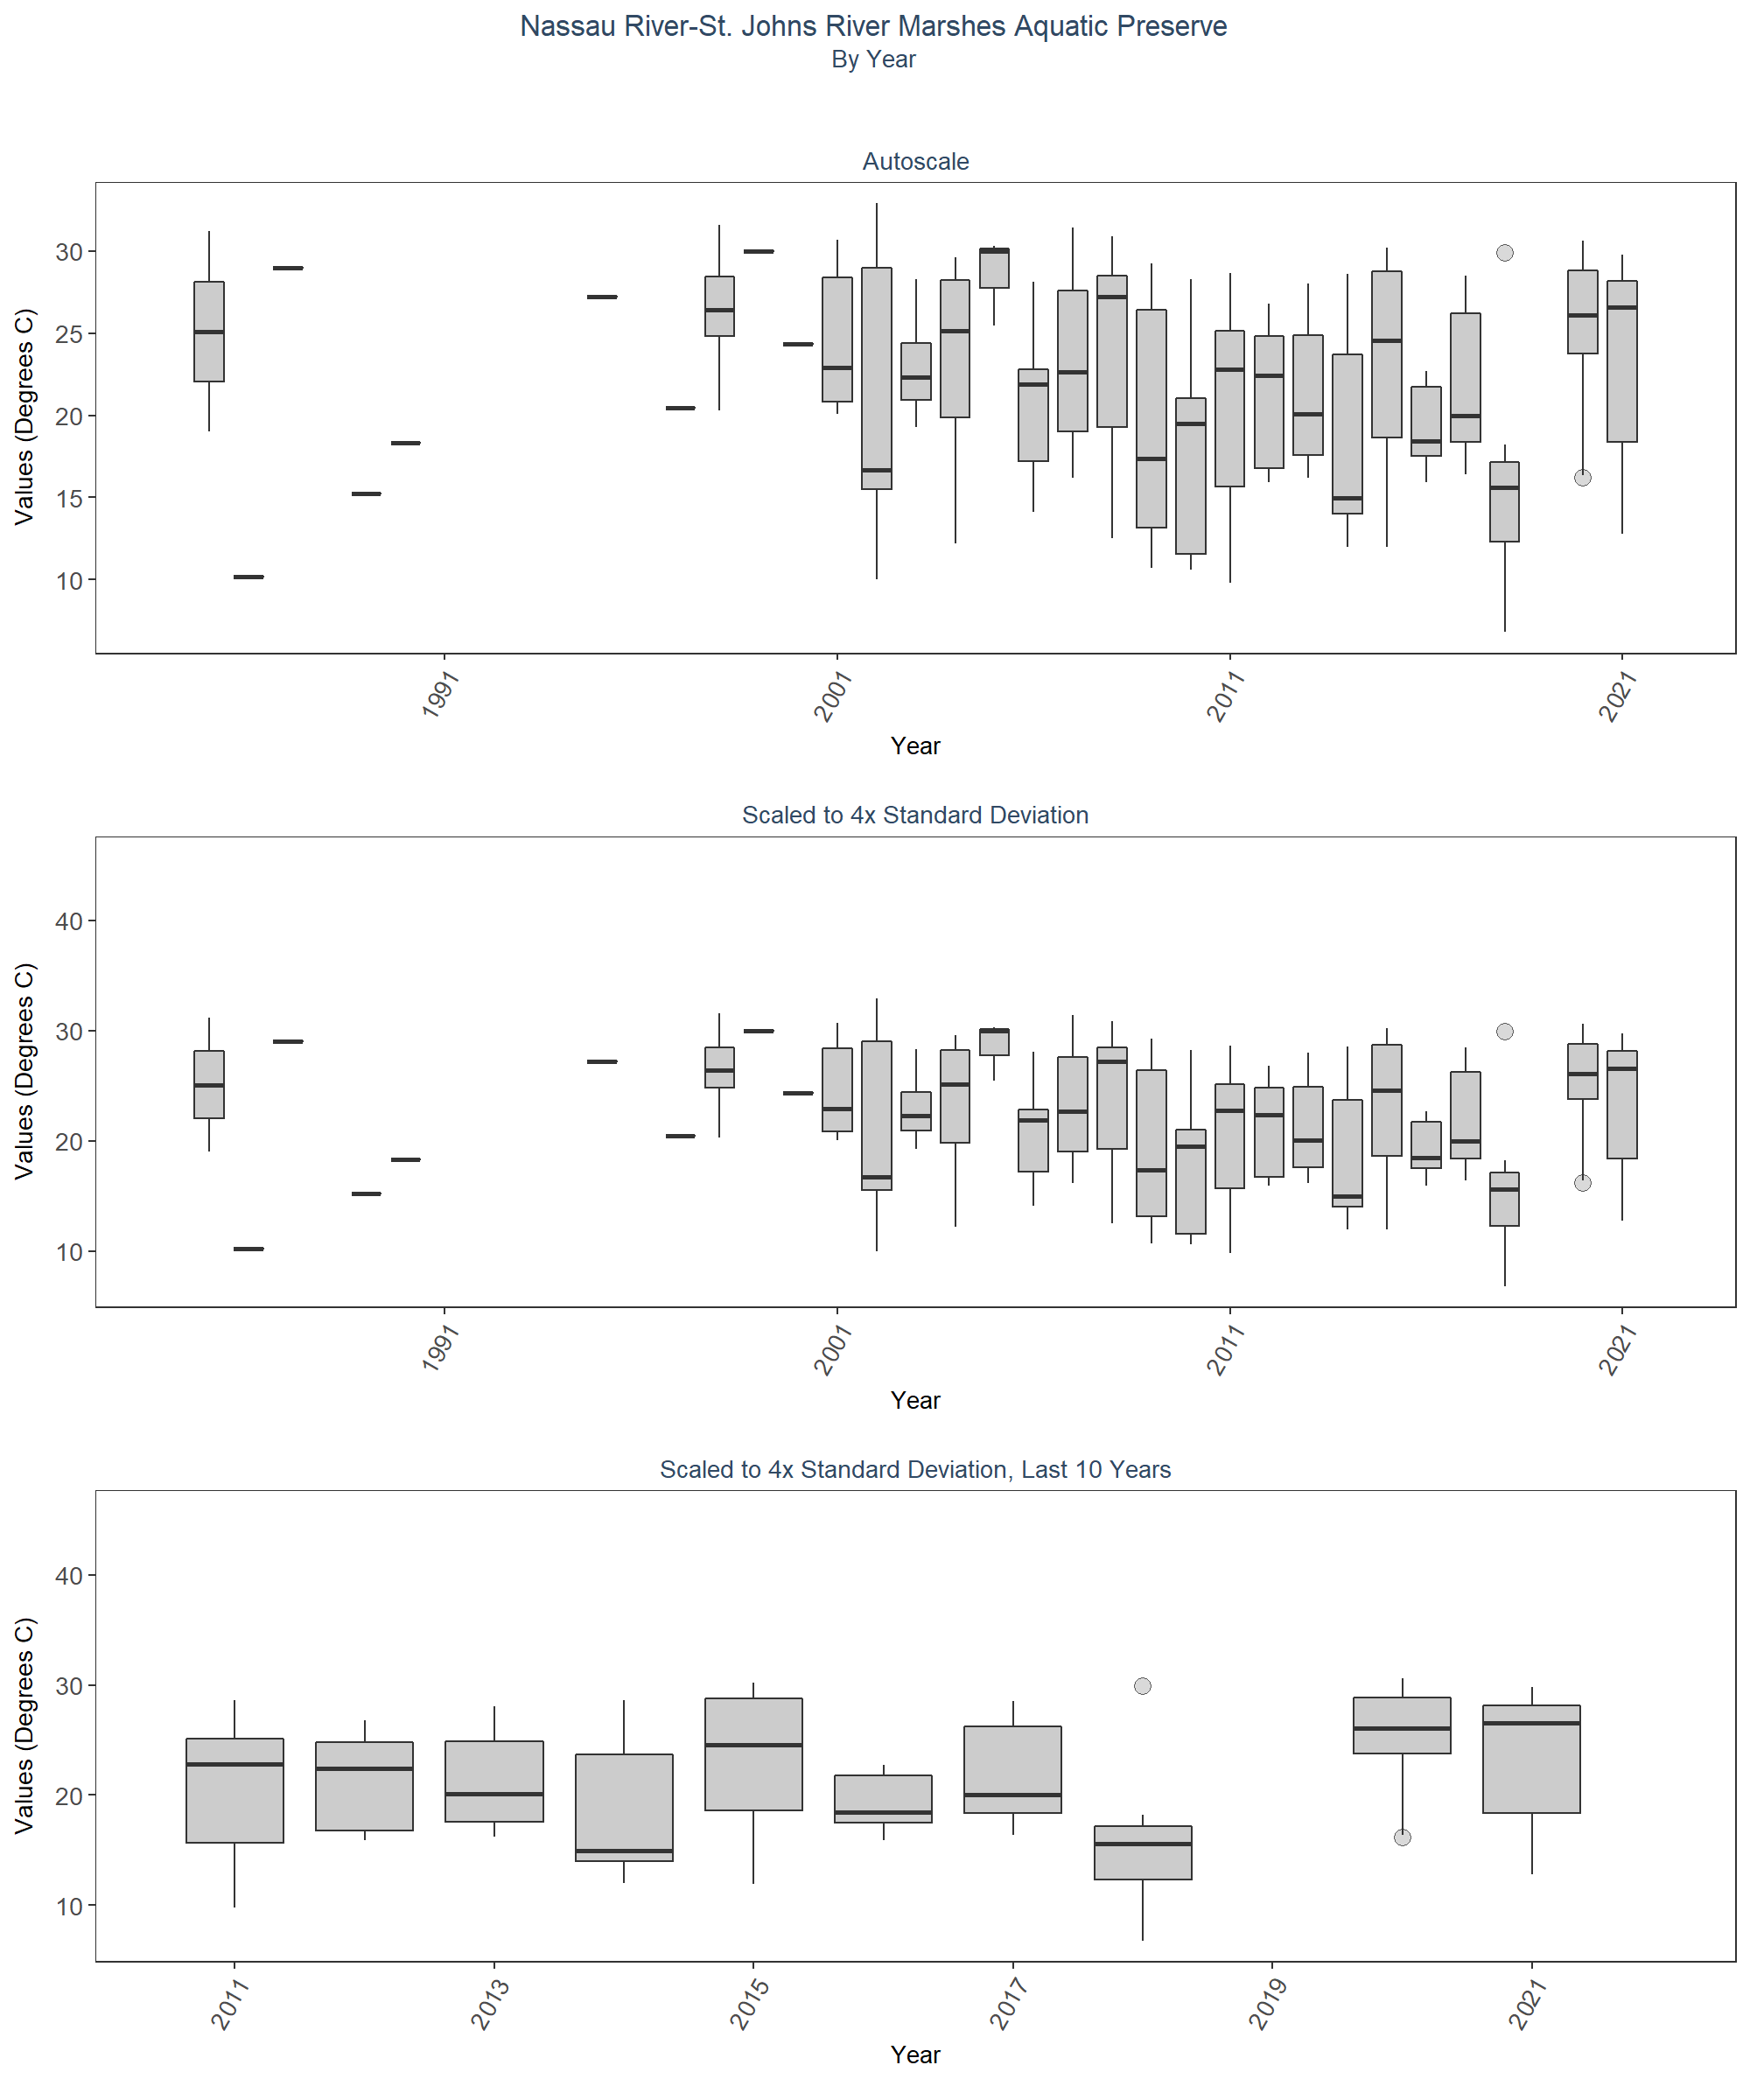 Nassau River-St. Johns River Marshes Aquatic Preserve
By Year
Autoscale
Values (Degrees C)
30
25
20
15
10
1991
2001
2011
2021
Year
Scaled to 4x Standard Deviation
Values (Degrees C)
40
30
20
10
1991
2001
2011
2021
Year
Scaled to 4x Standard Deviation, Last 10 Years
Values (Degrees C)
40
30
20
10
2011
2013
2015
2017
2019
2021
Year